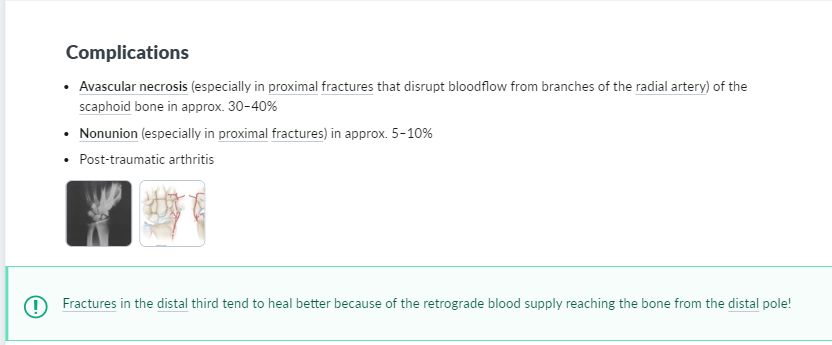 Complications
• Avascular necrosis (especially in proximal fractures that disrupt bloodflow from branches of the radial artery) of the
scaphoid bone in approx. 30–40%
• Nonunion (especially in proximal fractures) in approx. 5–10%
• Post-traumatic arthritis
Fractures in the distal third tend to heal better because of the retrograde blood supply reaching the bone from the distal pole!